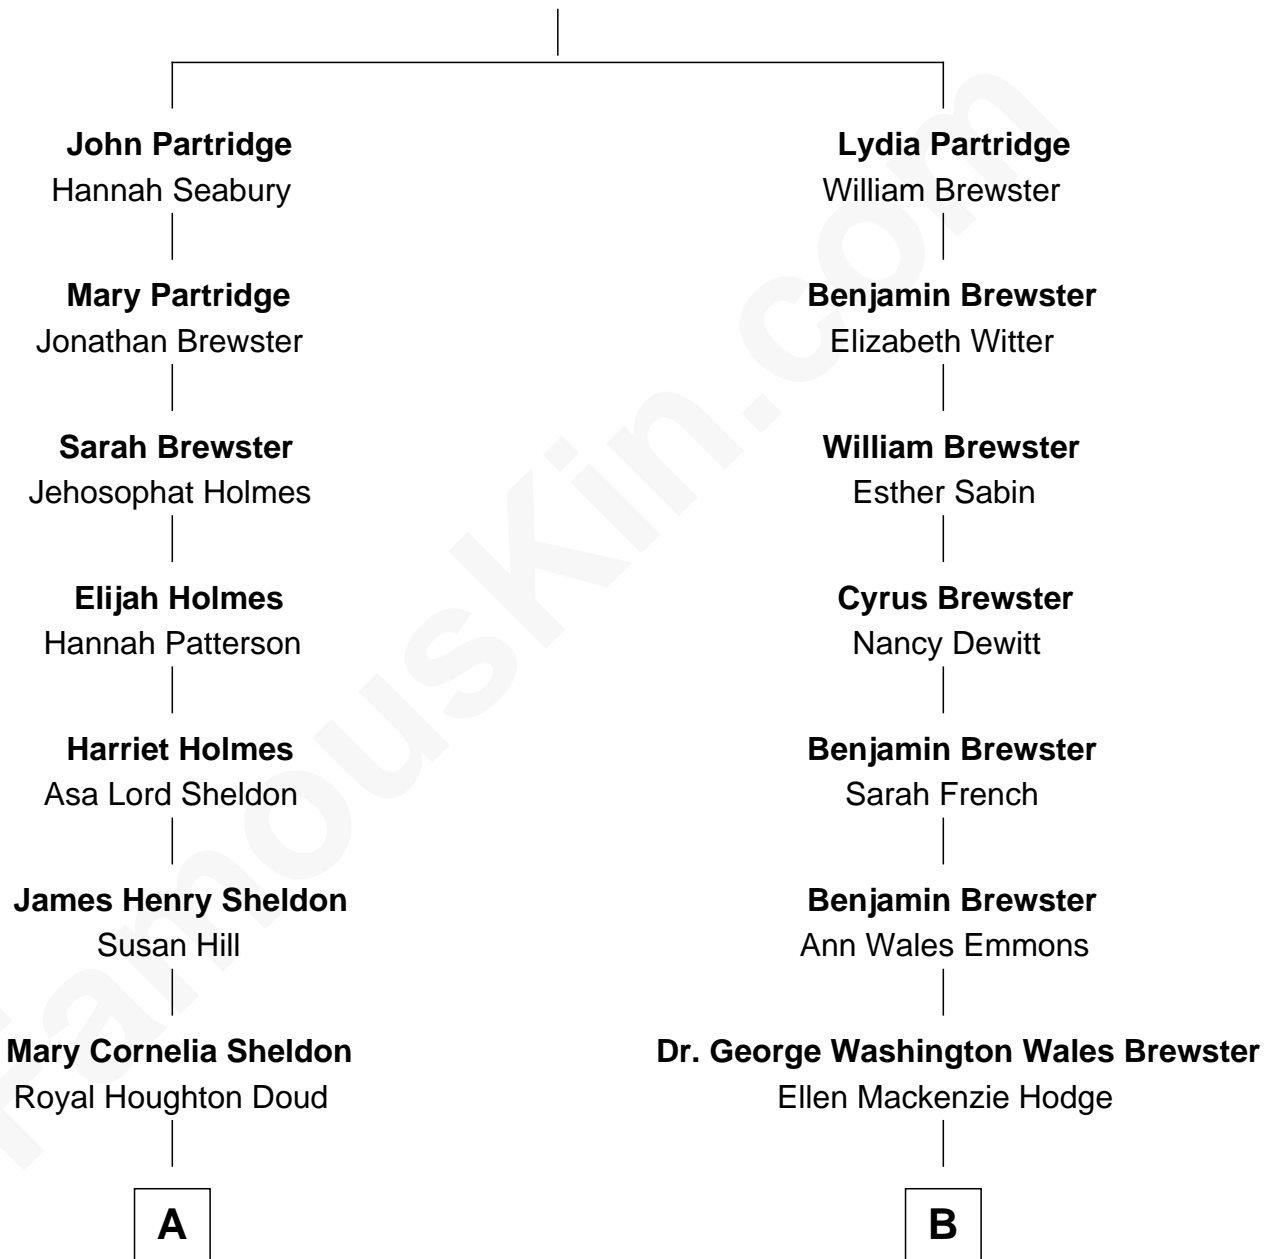 John Partridge
Hannah Seabury
Mary Partridge
Jonathan Brewster
Sarah Brewster
Jehosophat Holmes
Elijah Holmes
Hannah Patterson
Harriet Holmes
Asa Lord Sheldon
James Henry Sheldon
Susan Hill
Mary Cornelia Sheldon
Royal Houghton Doud
A
Lydia Partridge
William Brewster
Benjamin Brewster
Elizabeth Witter
William Brewster
Esther Sabin
Cyrus Brewster
Nancy Dewitt
Benjamin Brewster
Sarah French
Benjamin Brewster
Ann Wales Emmons
Dr. George Washington Wales Brewster
Ellen Mackenzie Hodge
B
FamousKin.com